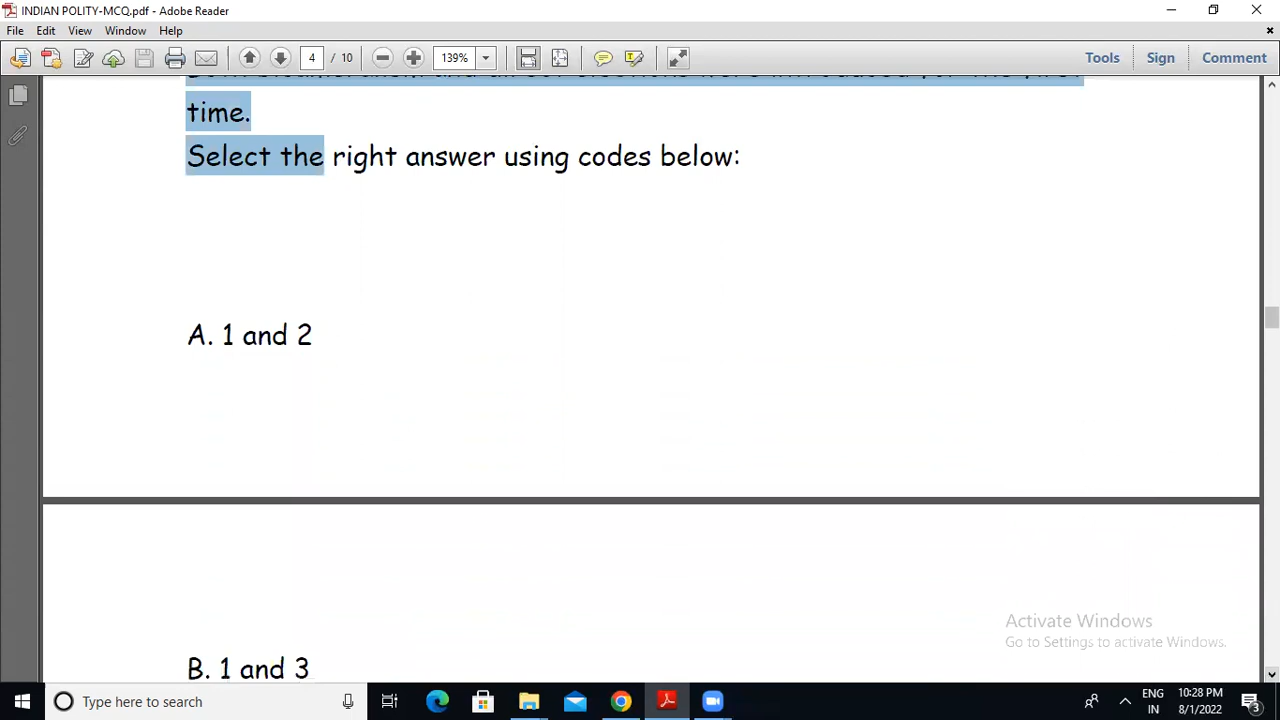 INDIAN POLITY-MCQ.pdf - Adobe Reader
File Edit View Window Help
4 / 10 139% Tools Sign Comment
time.
Select the right answer using codes below:
A. 1 and 2
Activate Windows
Go to Settings to activate Windows.
B. 1 and 3
Type here to search
ENG 10:28 PM
IN 8/1/2022 3